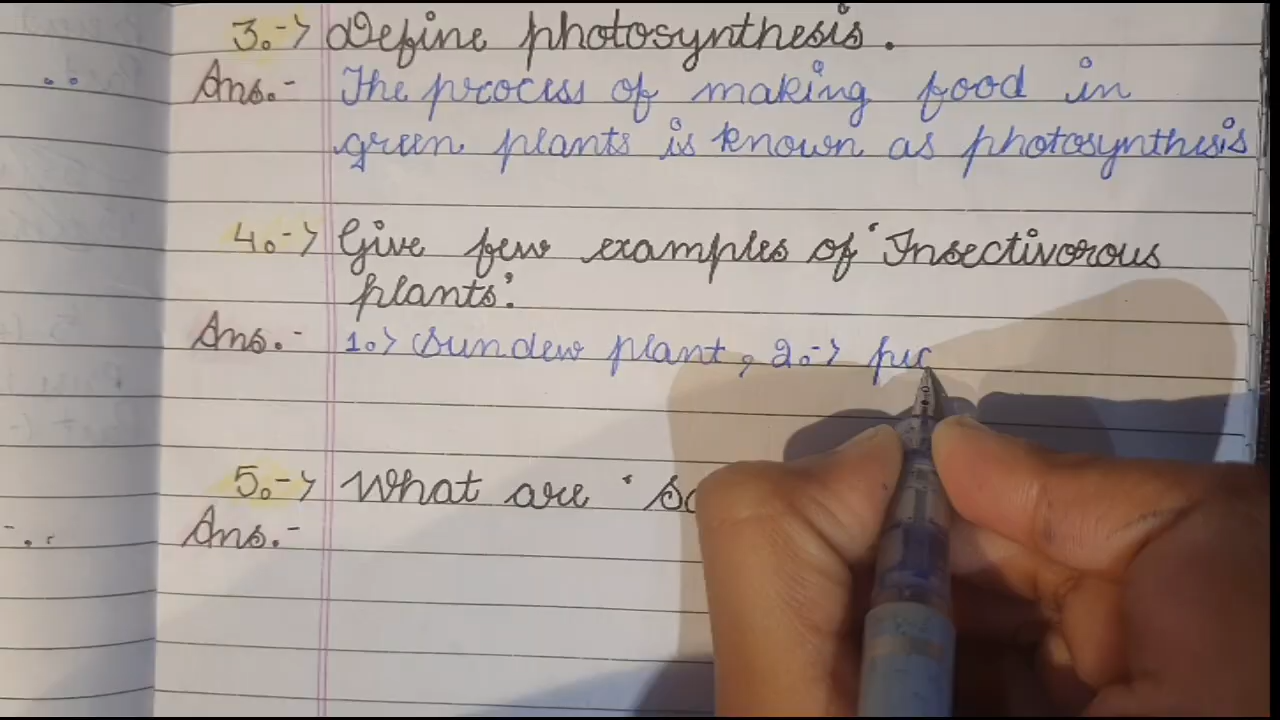 3.-> Define photosynthesis.
Ans.- The process of making food in
green plants is known as photosynthesis
4.-> Give few examples of 'Insectivorous
plants'.
Ans.- 1.> Sundew plant, 2.->
5.-> What are '
Ans.-